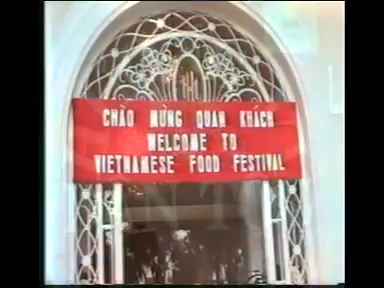 CHÀO MỪNG QUAN KHÁCH
WELCOME TO
VIETNAMESE FOOD FESTIVAL